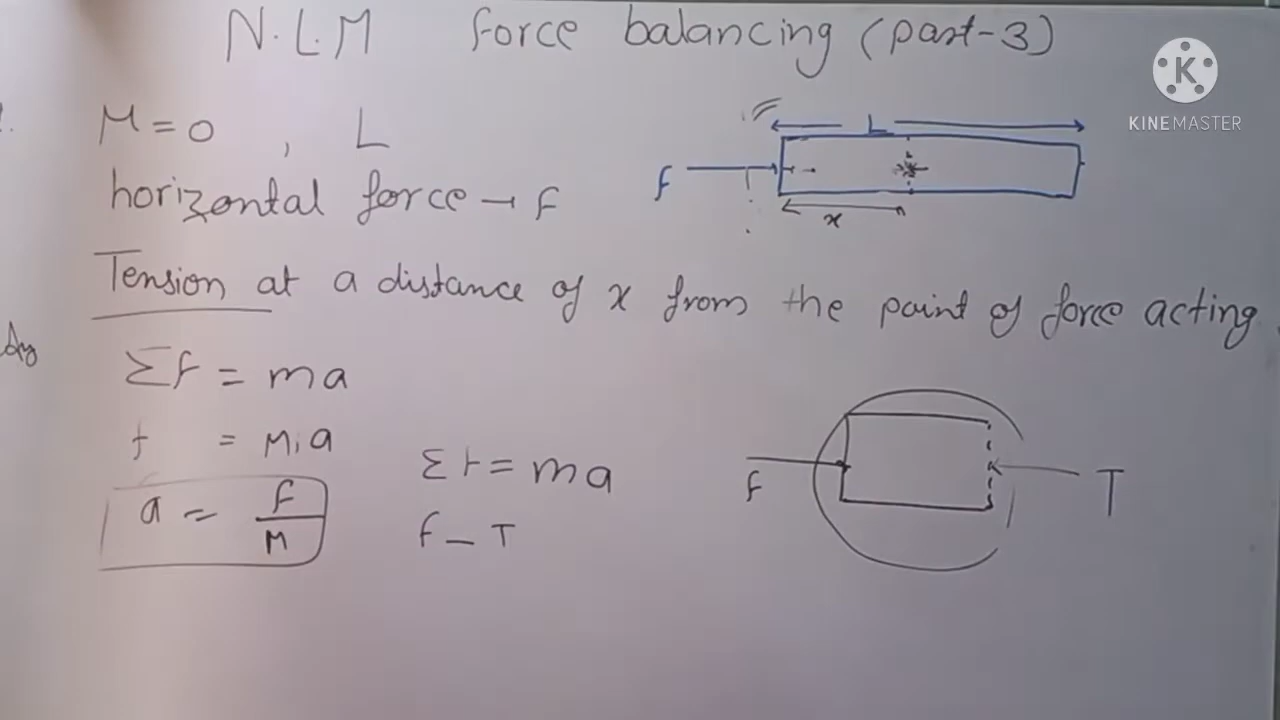 N.L.M force balancing (part-3)
K
KINEMASTER
M = 0 , L
L
horizontal force → F
F
x
Tension at a distance of x from the point of force acting.
ΣF = ma
F = M, a
ΣF = ma
a = F/M
F - T
F
T